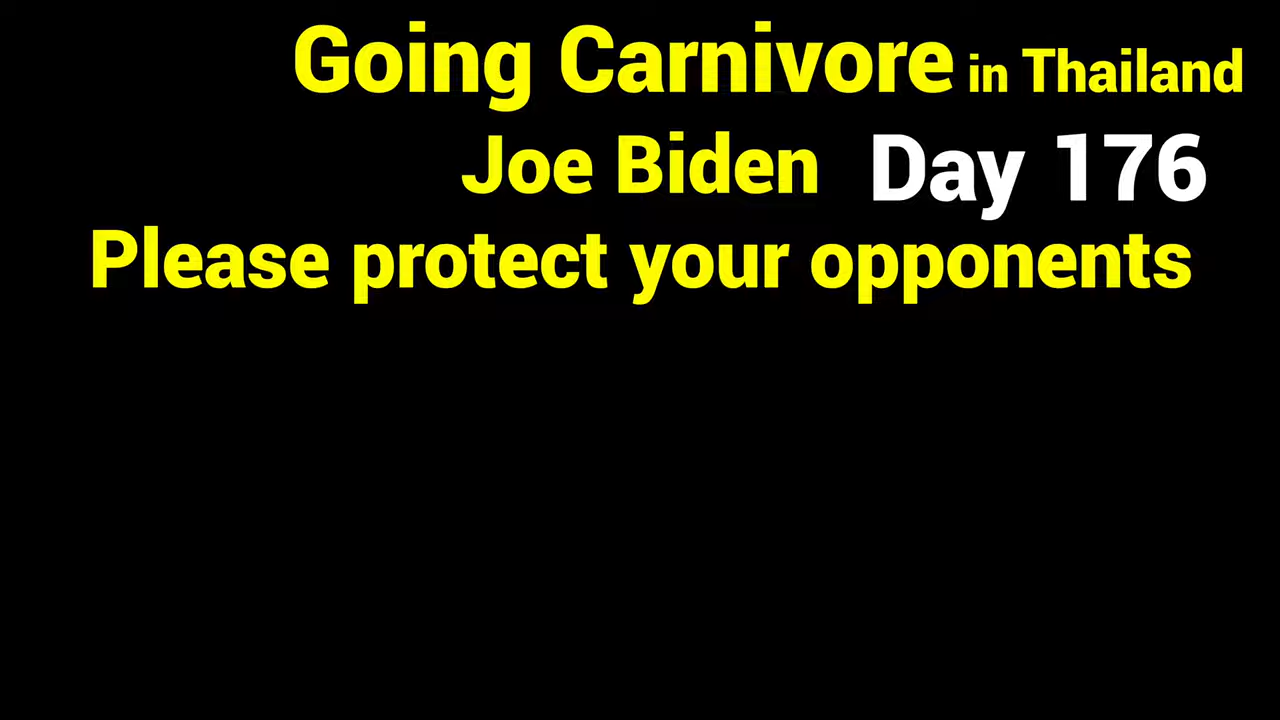 Going Carnivore in Thailand
Joe Biden Day 176
Please protect your opponents